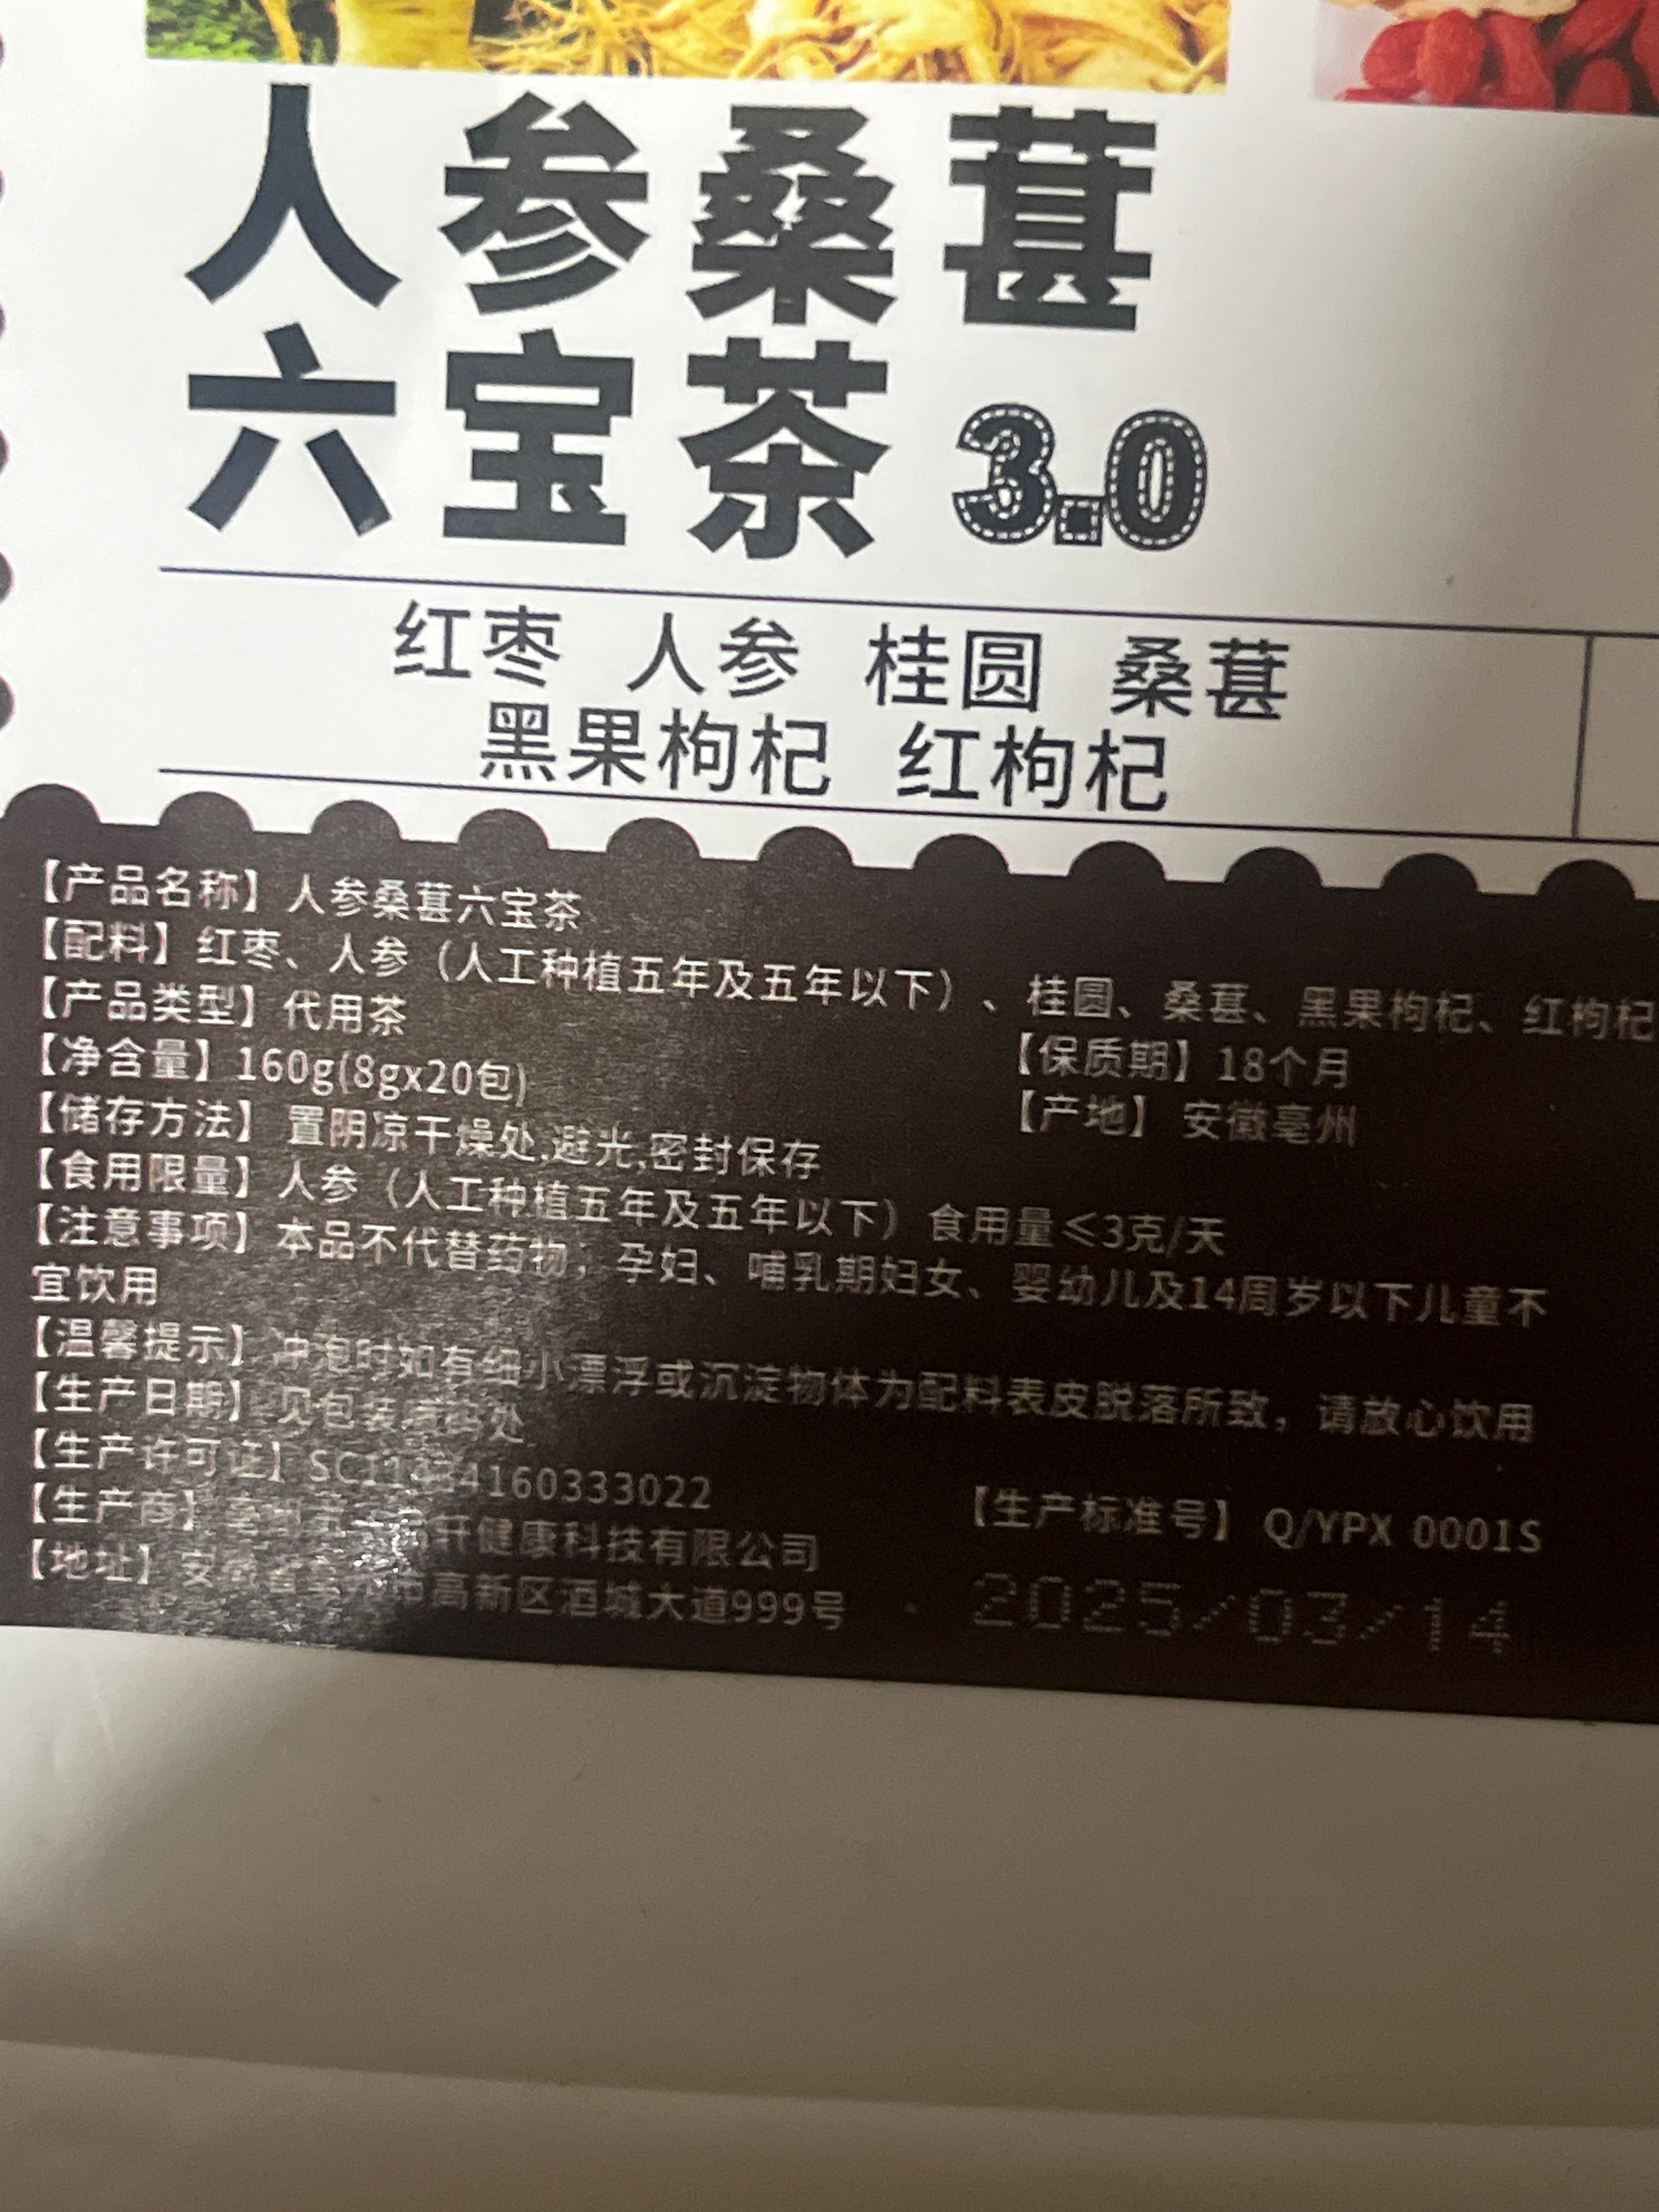 人参桑葚
六宝茶 3.0
红枣 人参 桂圆 桑葚
黑果枸杞 红枸杞
【产品名称】人参桑葚六宝茶
【配料】红枣、人参（人工种植五年及五年以下）、桂圆、桑葚、黑果枸杞、红枸杞
【产品类型】代用茶
【净含量】160g(8gx20包)
【保质期】18个月
【储存方法】置阴凉干燥处,避光,密封保存
【产地】安徽亳州
【食用限量】人参（人工种植五年及五年以下）食用量≤3克/天
【注意事项】本品不代替药物；孕妇、哺乳期妇女、婴幼儿及14周岁以下儿童不
宜饮用
【温馨提示】冲泡时如有细小漂浮或沉淀物体为配料表皮脱落所致，请放心饮用
【生产日期】见包装喷码处
【生产许可证】
【生产标准号】Q/YPX 0001S
【生产商】轩健康科技有限公司
【地址】市高新区酒城大道999号
2025/03/14